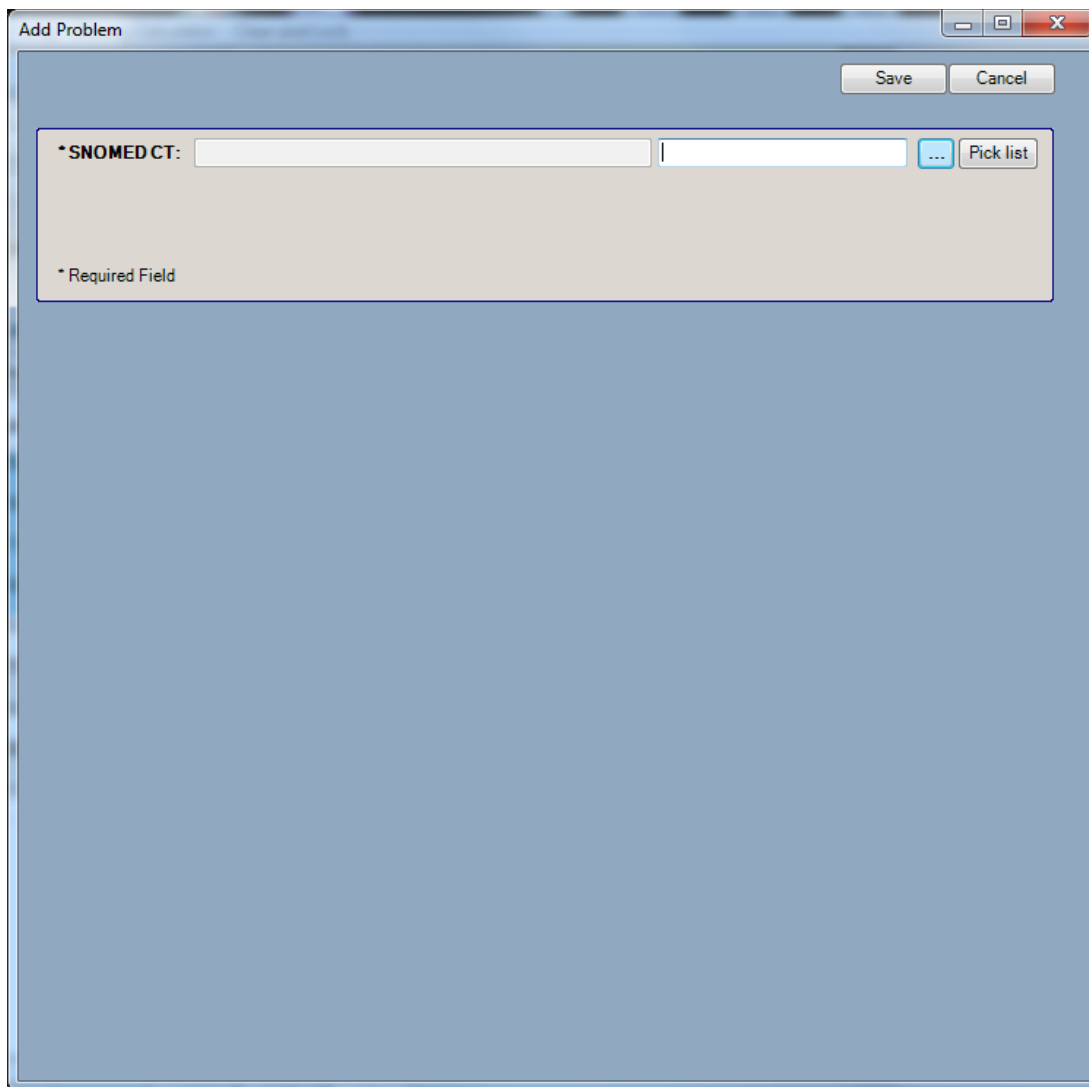 Add Problem
Save Cancel
* SNOMED CT: ... Pick list
* Required Field